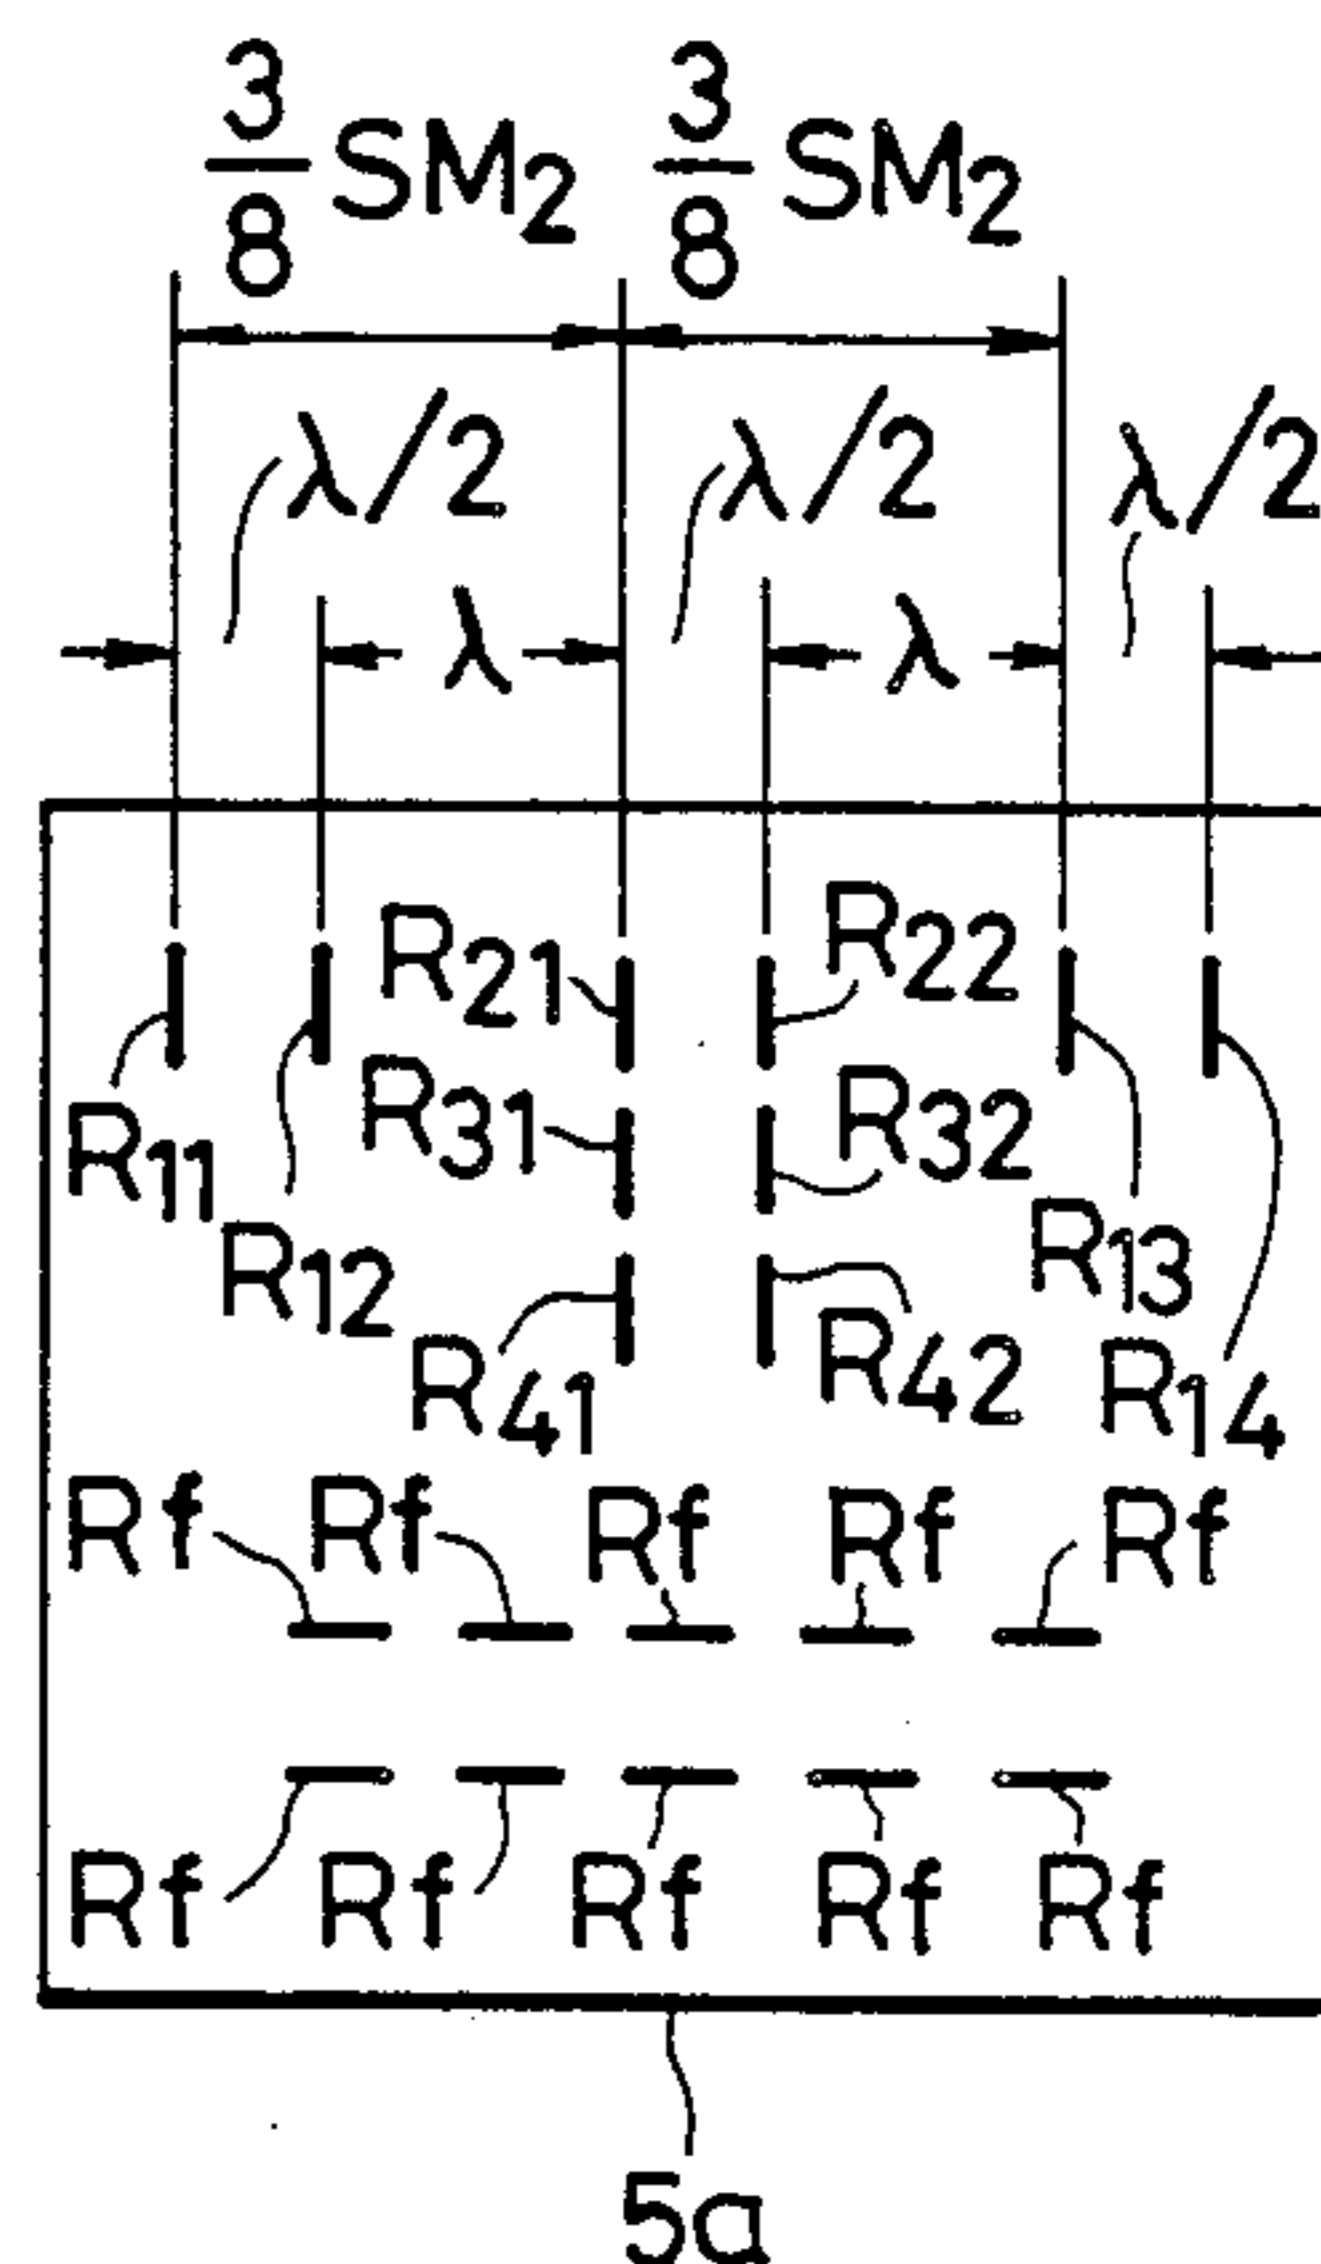 3/8 SM2 3/8 SM2
λ/2 λ/2 λ/2
λ λ
R21 R22
R31 R32
R11
R12 R13
R41 R42 R14
Rf Rf Rf Rf Rf
Rf Rf Rf Rf Rf
5a